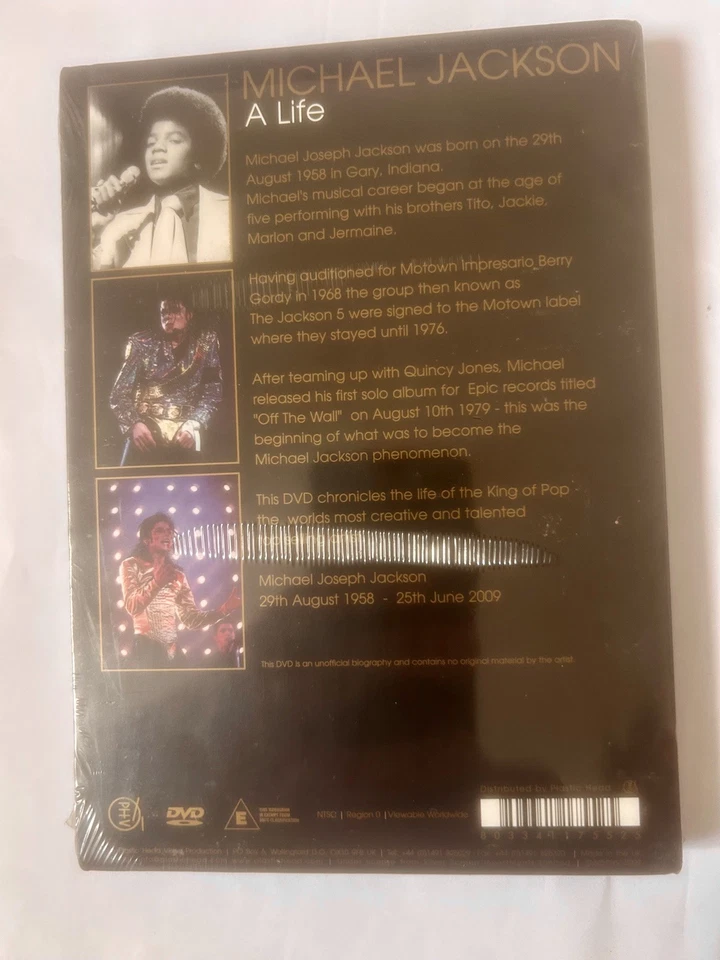 MICHAEL JACKSON
A Life
Michael Joseph Jackson was born on the 29th
August 1958 in Gary, Indiana.
Michael's musical career began at the age of
five performing with his brothers Tito, Jackie,
Marlon and Jermaine.
Having auditioned for Motown Impresario Berry
Gordy in 1968 the group then known as
The Jackson 5 were signed to the Motown label
where they stayed until 1976.
After teaming up with Quincy Jones, Michael
released his first solo album for Epic records titled
"Off The Wall" on August 10th 1979 - this was the
beginning of what was to become the
Michael Jackson phenomenon.
This DVD chronicles the life of the King of Pop
the worlds most creative and talented
Michael Joseph Jackson
29th August 1958 - 25th June 2009
This DVD is an unofficial biography and contains no original material by the artist.
Distributed by Plastic Head
PHV
DVD
E
NTSC | Region 0 | Viewable Worldwide